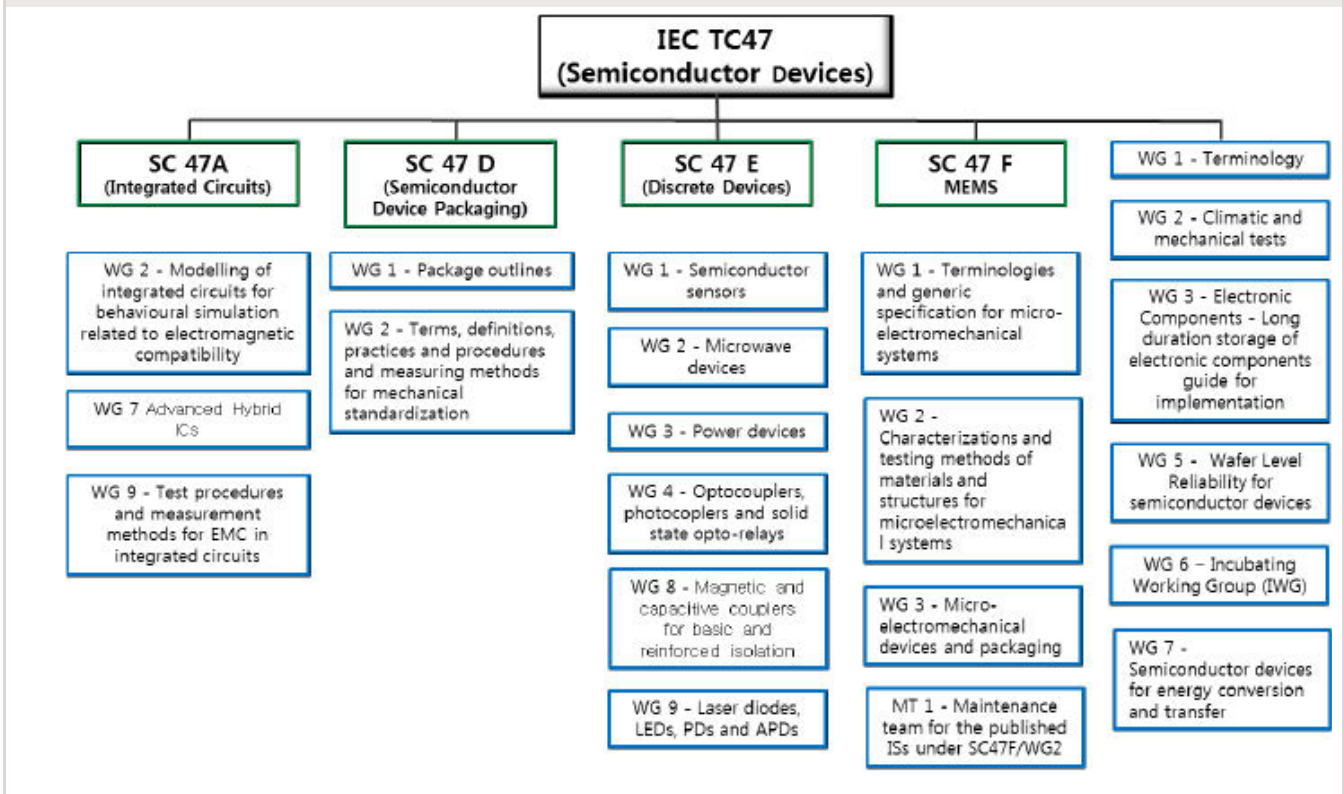 IEC TC47
(Semiconductor Devices)
SC 47A
(Integrated Circuits)
WG 2 - Modelling of
integrated circuits for
behavioural simulation
related to electromagnetic
compatibility
WG 7 Advanced Hybrid
ICs
WG 9 - Test procedures
and measurement
methods for EMC in
integrated circuits
SC 47 D
(Semiconductor
Device Packaging)
WG 1 - Package outlines
WG 2 - Terms, definitions,
practices and procedures
and measuring methods
for mechanical
standardization
SC 47 E
(Discrete Devices)
WG 1 - Semiconductor
sensors
WG 2 - Microwave
devices
WG 3 - Power devices
WG 4 - Optocouplers,
photocoplers and solid
state opto-relays
WG 8 - Magnetic and
capacitive couplers
for basic and
reinforced isolation
WG 9 - Laser diodes,
LEDs, PDs and APDs
SC 47 F
MEMS
WG 1 - Terminologies
and generic
specification for micro-
electromechanical
systems
WG 2 -
Characterizations and
testing methods of
materials and
structures for
microelectromechanica
l systems
WG 3 - Micro-
electromechanical
devices and packaging
MT 1 - Maintenance
team for the published
ISs under SC47F/WG2
WG 1 - Terminology
WG 2 - Climatic and
mechanical tests
WG 3 - Electronic
Components - Long
duration storage of
electronic components
guide for
implementation
WG 5 - Wafer Level
Reliability for
semiconductor devices
WG 6 – Incubating
Working Group (IWG)
WG 7 -
Semiconductor devices
for energy conversion
and transfer